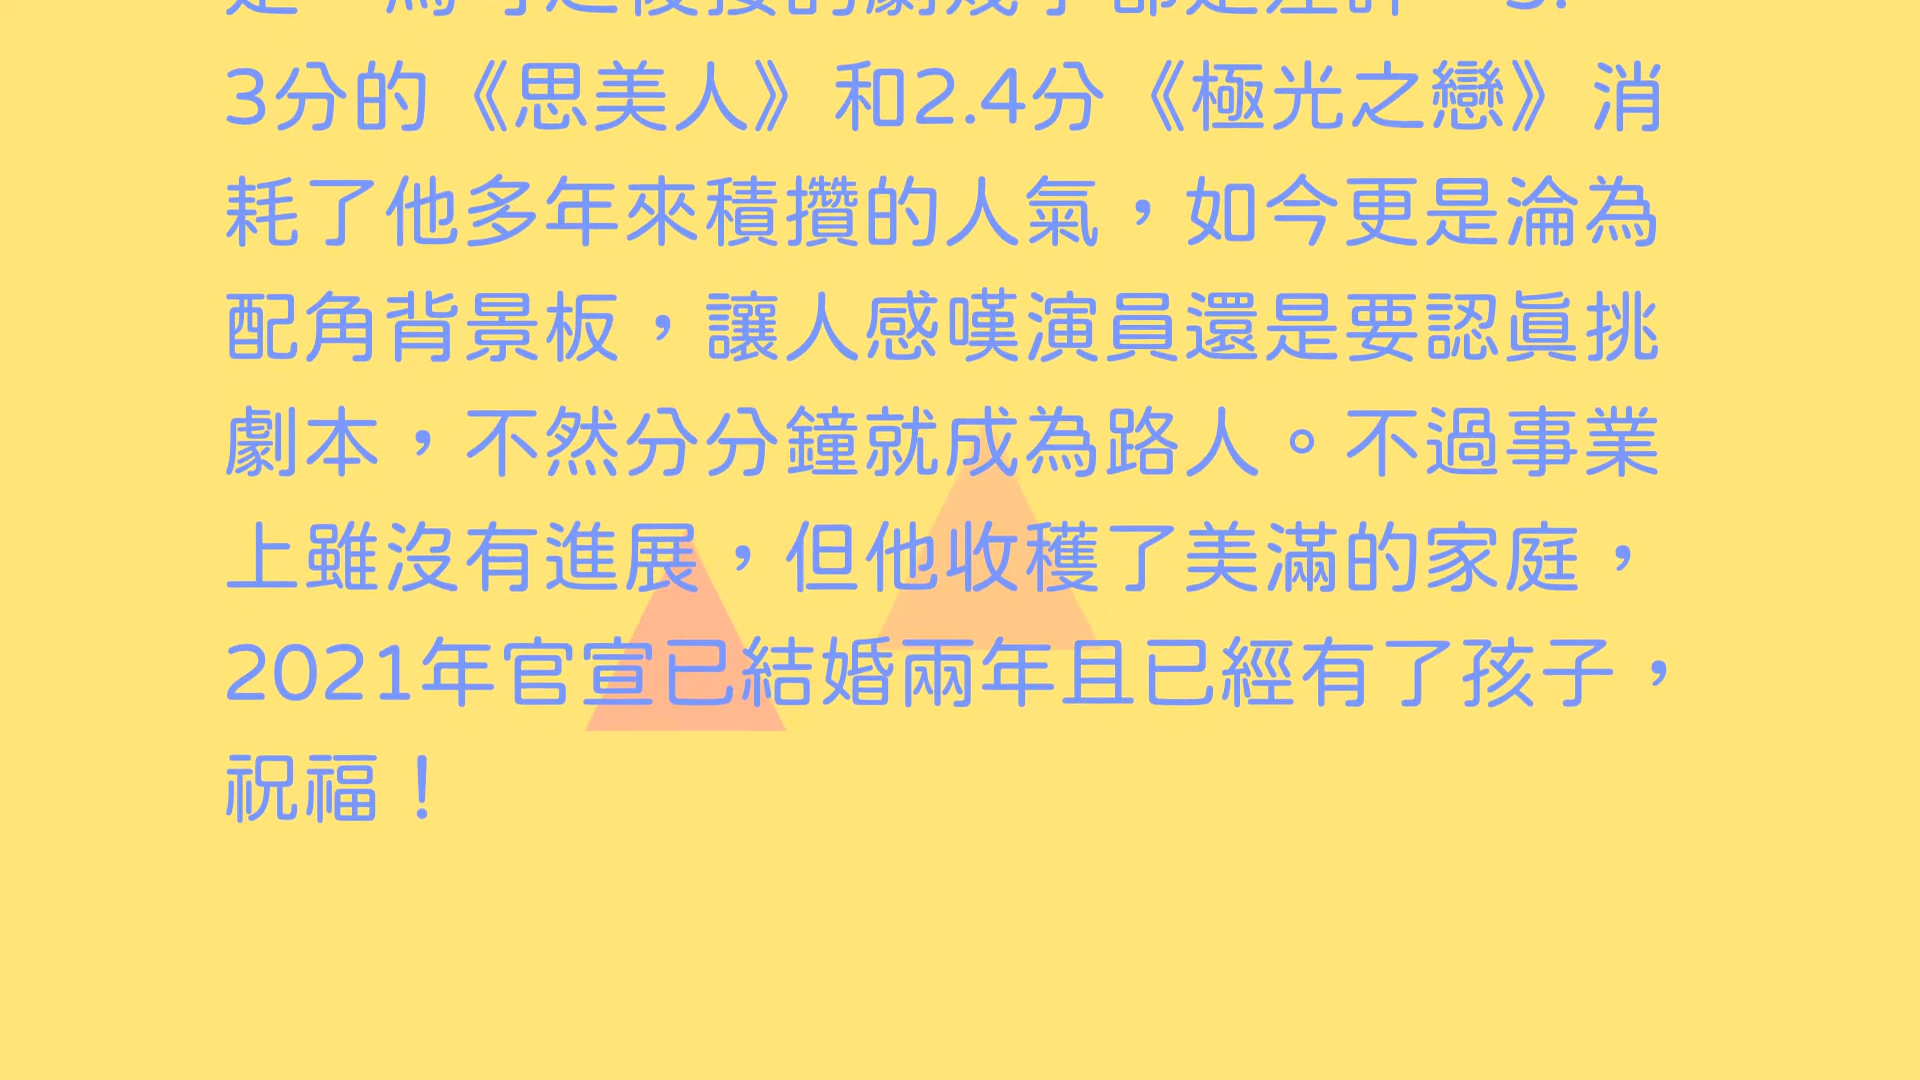 3分的《思美人》和2.4分《極光之戀》消
耗了他多年來積攢的人氣，如今更是淪為
配角背景板，讓人感嘆演員還是要認真挑
劇本，不然分分鐘就成為路人。不過事業
上雖沒有進展，但他收穫了美滿的家庭，
2021年官宣已結婚兩年且已經有了孩子，
祝福！